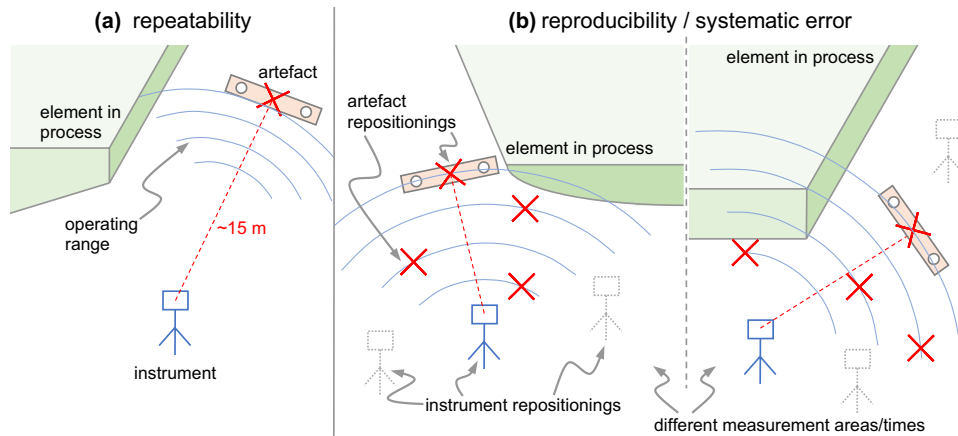 (a) repeatability
artefact
element in
process
operating
range
~15 m
instrument
(b) reproducibility / systematic error
artefact
repositionings
element in process
instrument repositionings
element in process
different measurement areas/times